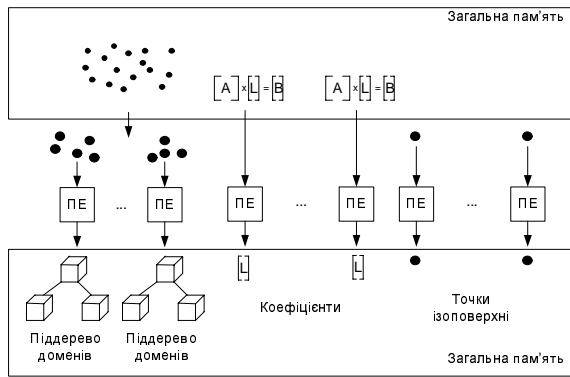 Загальна пам'ять
[A]×[L]=[B] [A]×[L]=[B]
ПЕ ... ПЕ ПЕ ... ПЕ ПЕ ... ПЕ
[L] [L]
Коефіцієнти
Точки
ізоповерхні
Піддерево
доменів
Піддерево
доменів
Загальна пам'ять